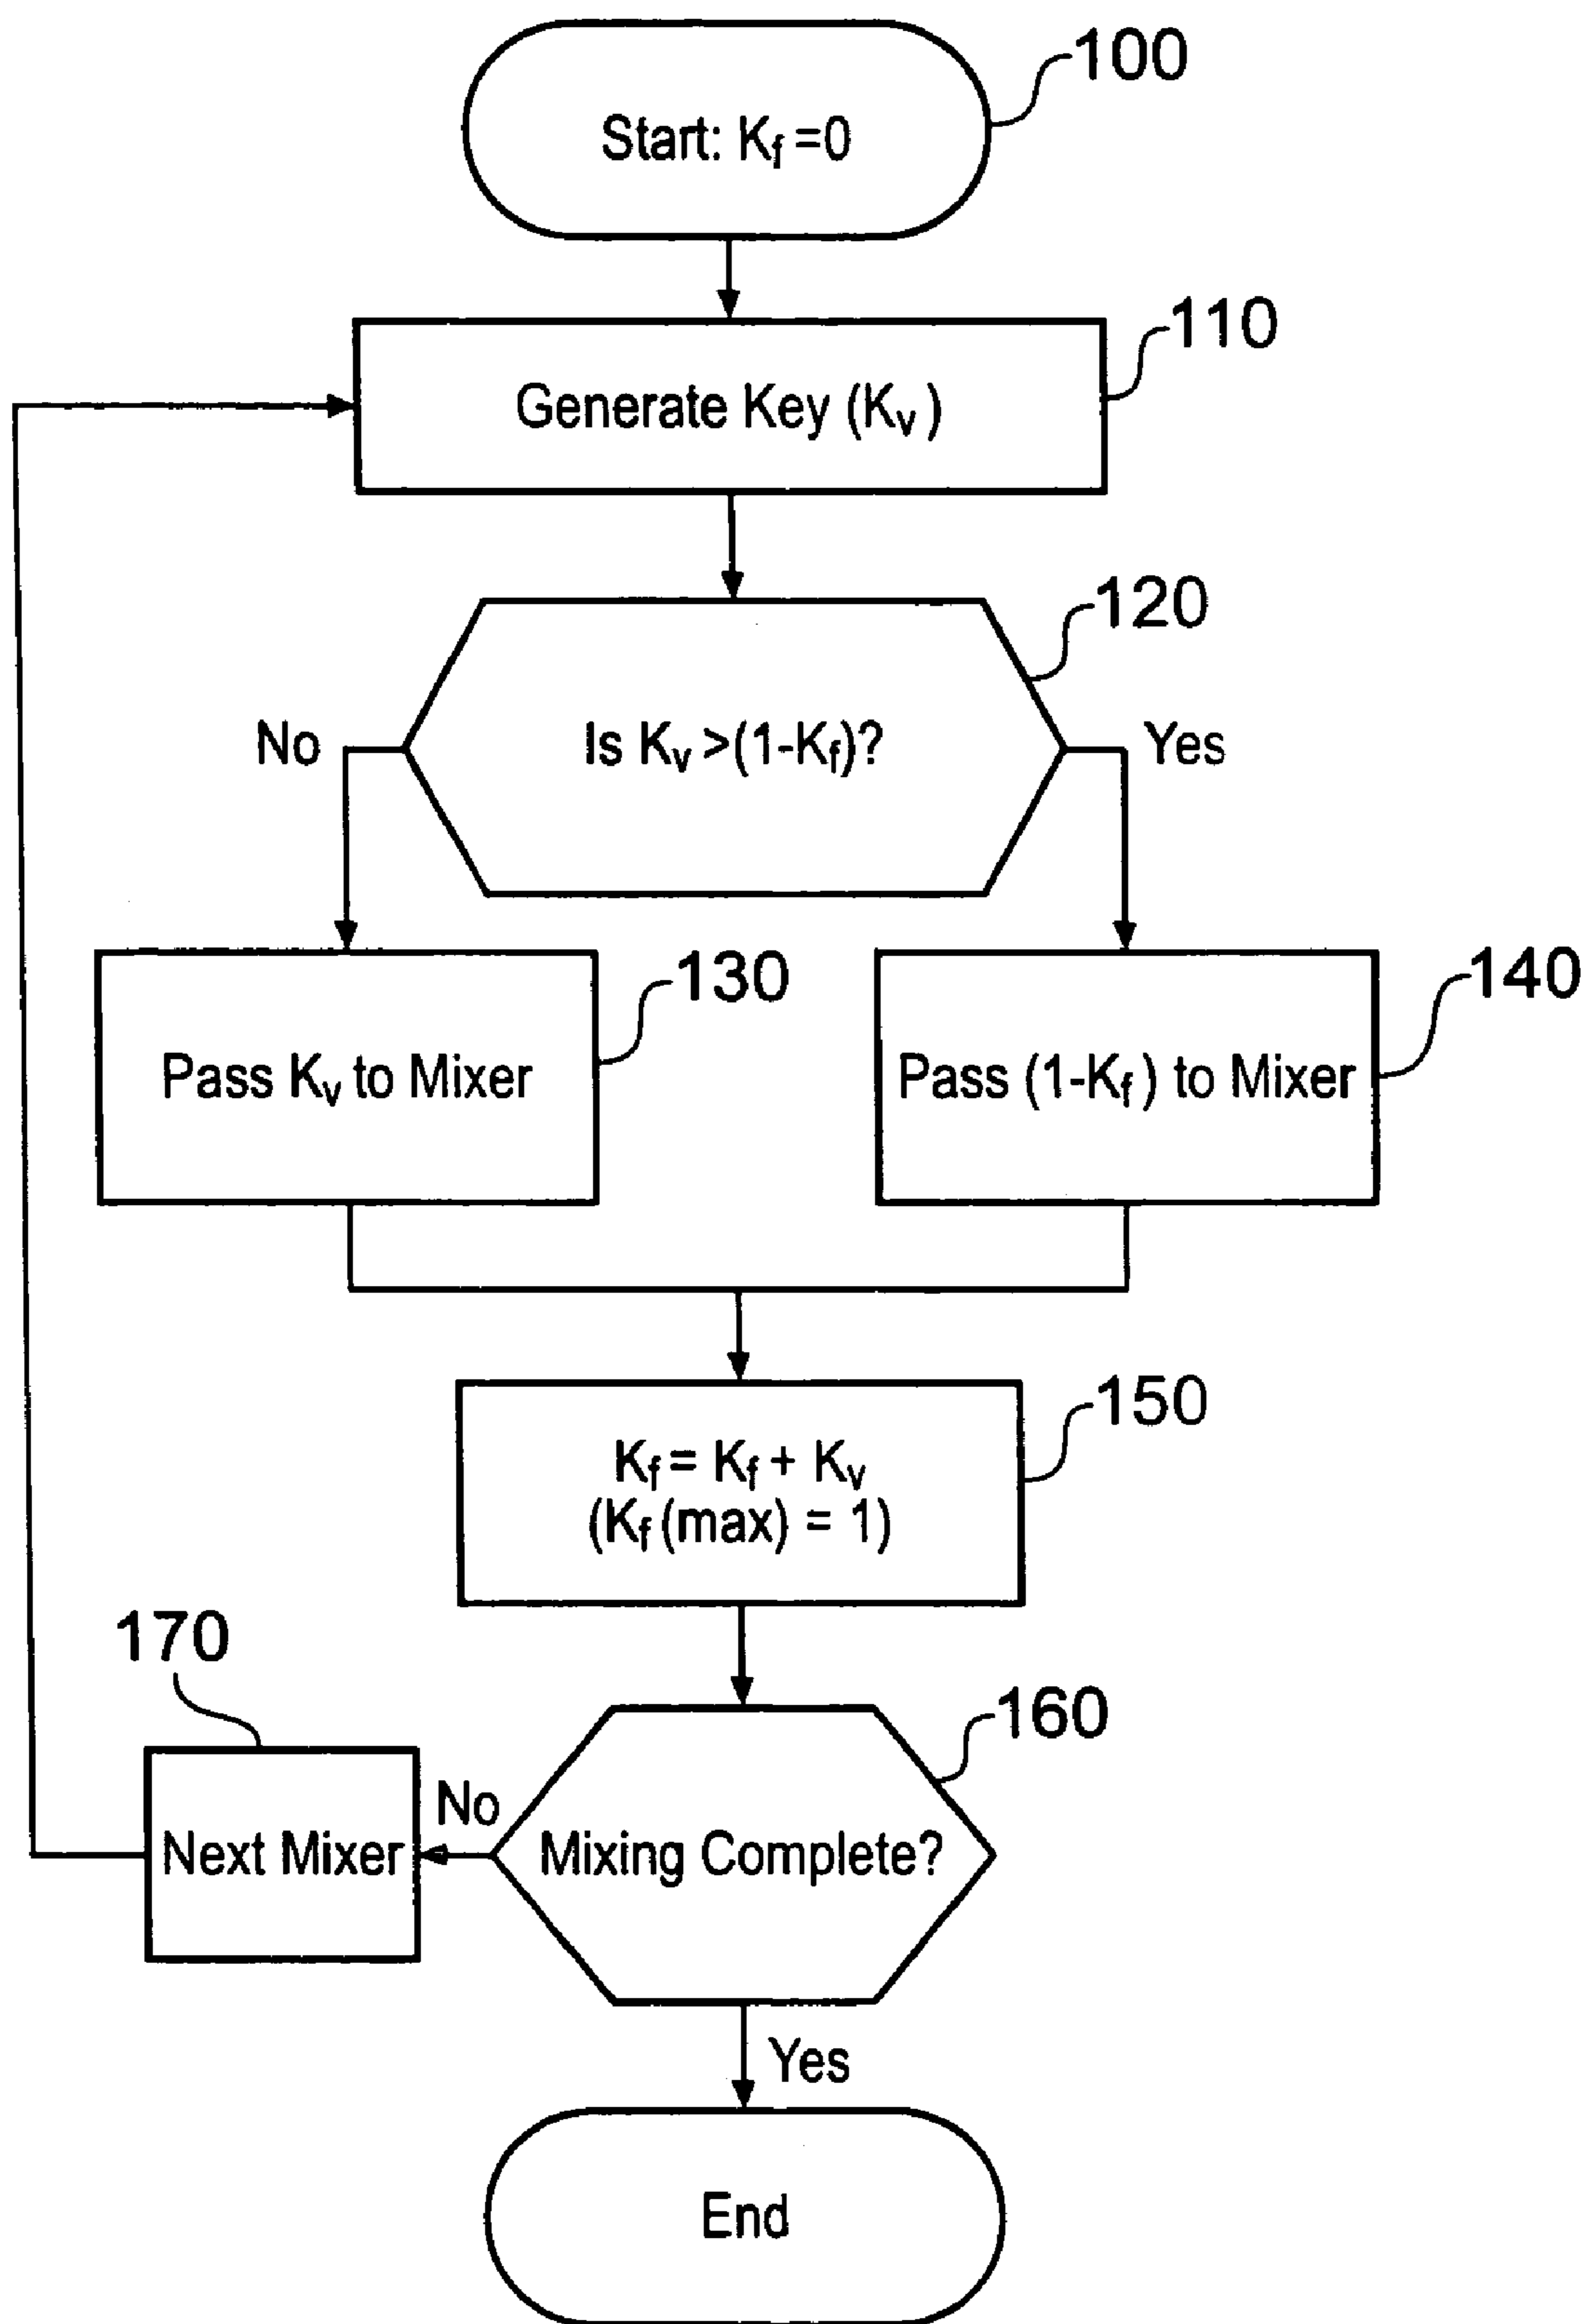 100
Start: Kf =0
110
Generate Key (Kv)
120
No
Is Kv >(1-Kf)?
Yes
130
140
Pass Kv to Mixer
Pass (1-Kf) to Mixer
150
Kf = Kf + Kv
(Kf (max) = 1)
170
160
No
Next Mixer
Mixing Complete?
Yes
End